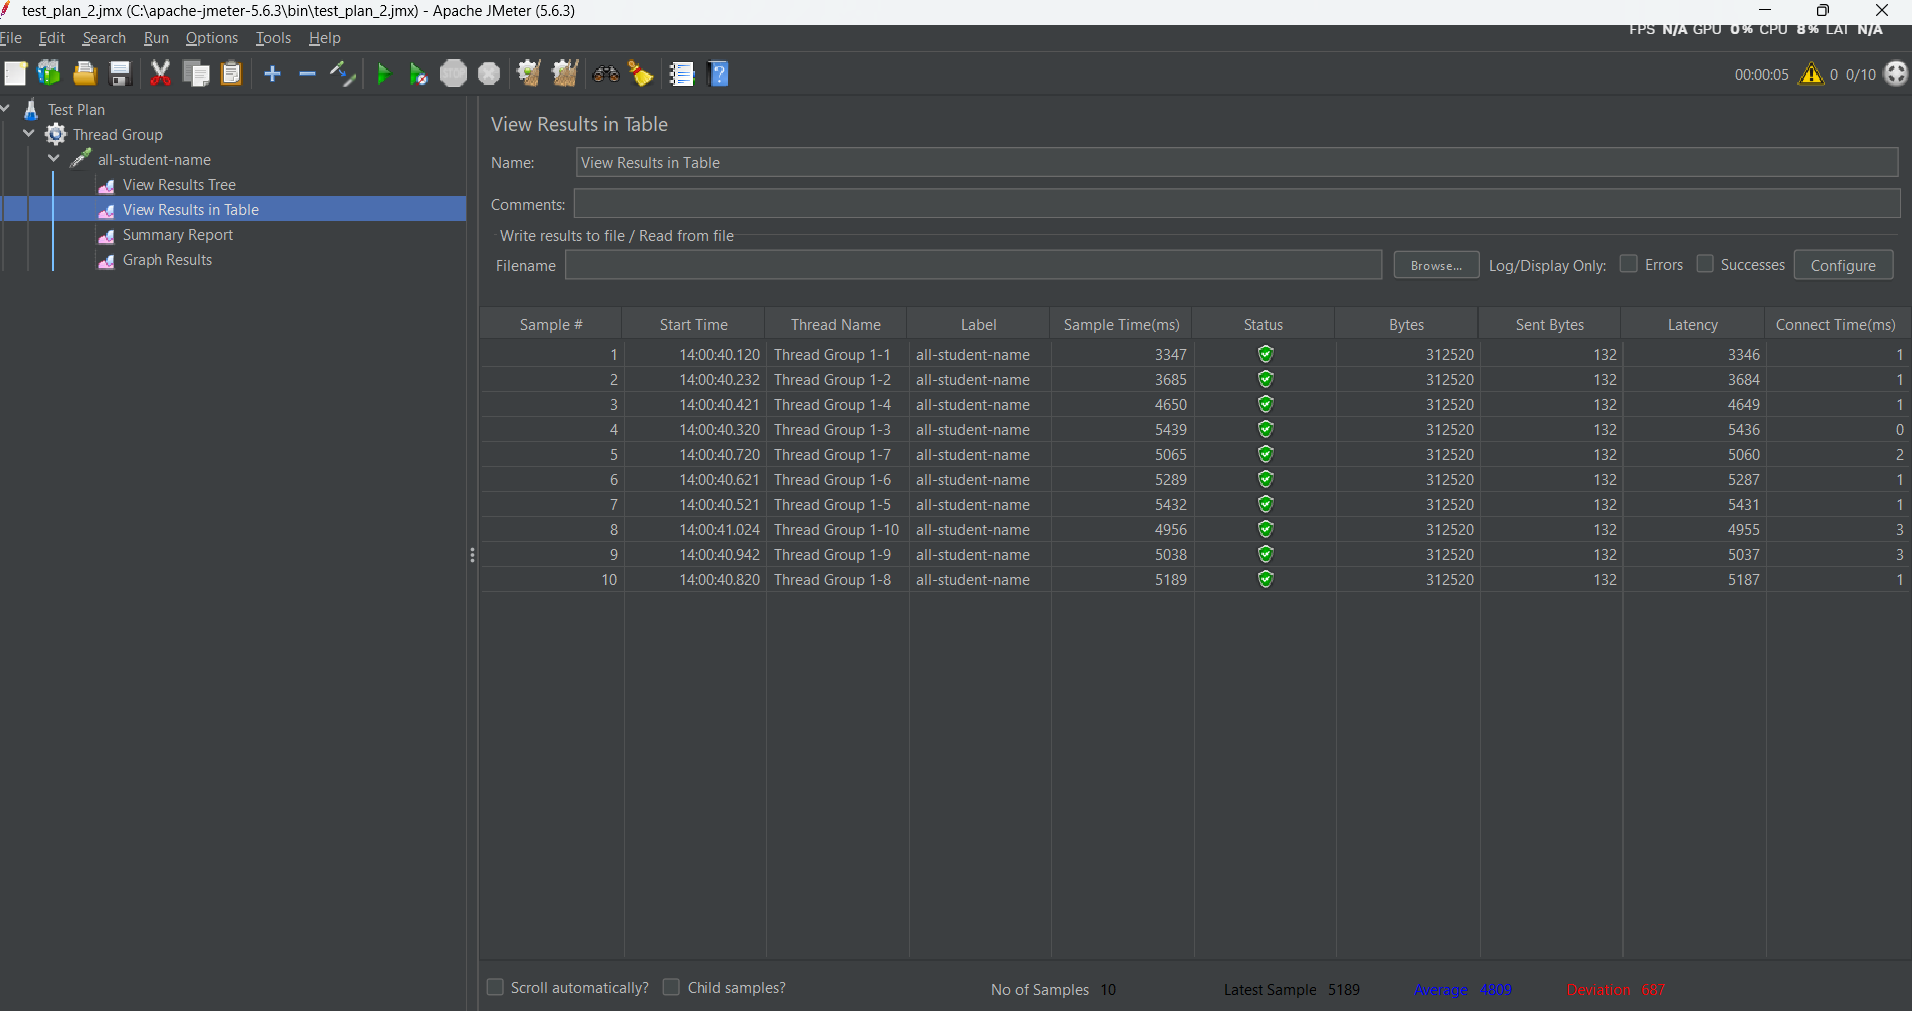 test_plan_2.jmx (C:\apache-jmeter-5.6.3\bin\test_plan_2.jmx) - Apache JMeter (5.6.3)
File Edit Search Run Options Tools Help
FPS N/A GPU 0% CPU 8% LAT N/A
STOP
00:00:05 0 0/10
Test Plan
Thread Group
all-student-name
View Results Tree
View Results in Table
Summary Report
Graph Results
View Results in Table
Name: View Results in Table
Comments:
Write results to file / Read from file
Filename Browse... Log/Display Only: Errors Successes Configure
Sample # Start Time Thread Name Label Sample Time(ms) Status Bytes Sent Bytes Latency Connect Time(ms)
1 14:00:40.120 Thread Group 1-1 all-student-name 3347 312520 132 3346 1
2 14:00:40.232 Thread Group 1-2 all-student-name 3685 312520 132 3684 1
3 14:00:40.421 Thread Group 1-4 all-student-name 4650 312520 132 4649 1
4 14:00:40.320 Thread Group 1-3 all-student-name 5439 312520 132 5436 0
5 14:00:40.720 Thread Group 1-7 all-student-name 5065 312520 132 5060 2
6 14:00:40.621 Thread Group 1-6 all-student-name 5289 312520 132 5287 1
7 14:00:40.521 Thread Group 1-5 all-student-name 5432 312520 132 5431 1
8 14:00:41.024 Thread Group 1-10 all-student-name 4956 312520 132 4955 3
9 14:00:40.942 Thread Group 1-9 all-student-name 5038 312520 132 5037 3
10 14:00:40.820 Thread Group 1-8 all-student-name 5189 312520 132 5187 1
Scroll automatically? Child samples? No of Samples 10 Latest Sample 5189 Average 4809 Deviation 687